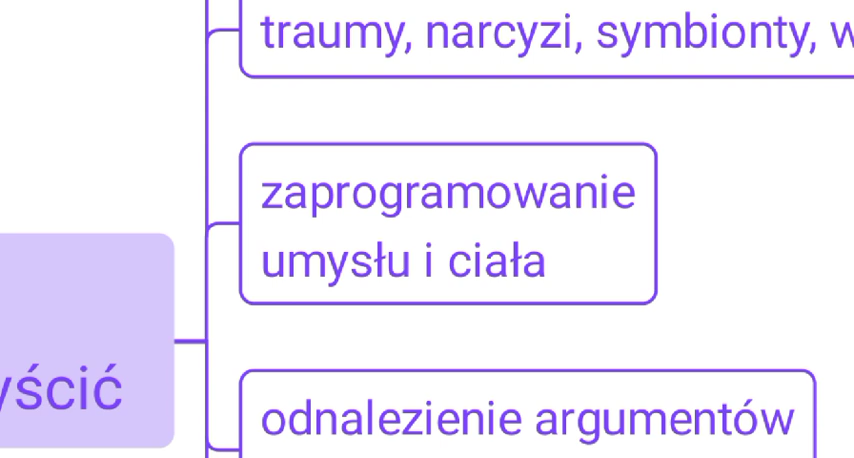 traumy, narcyzi, symbionty,
zaprogramowanie
umysłu i ciała
yścić
odnalezienie argumentów